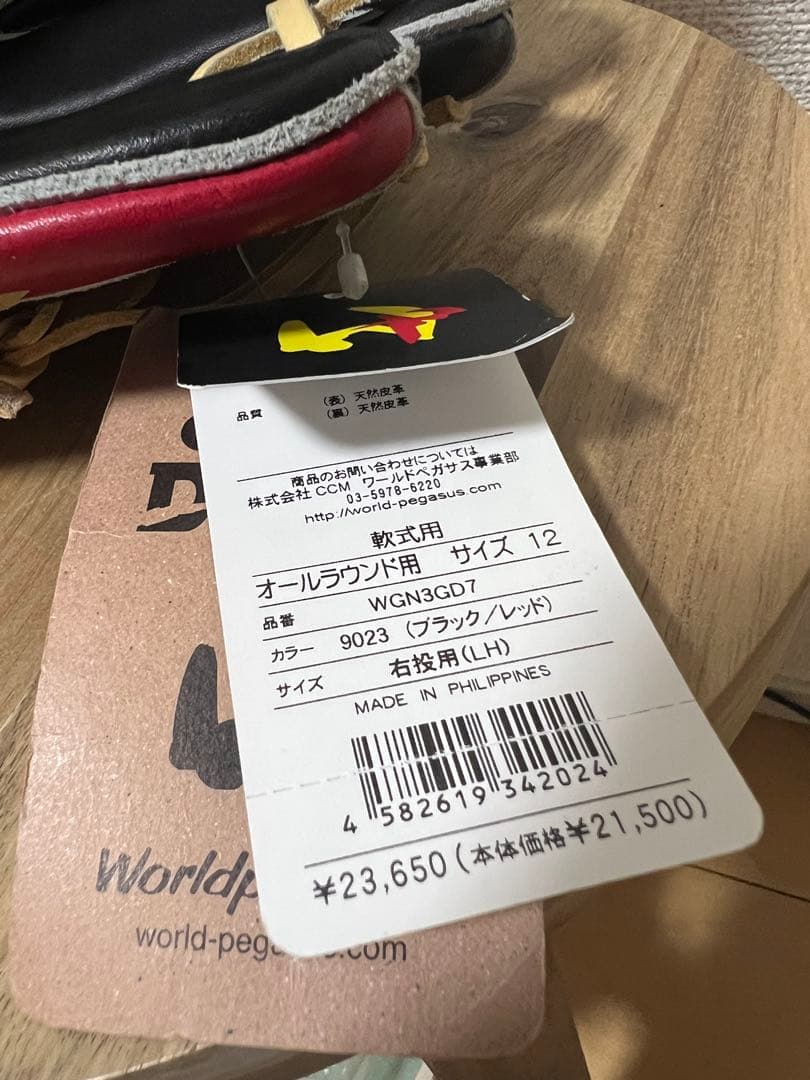 品質 (表) 天然皮革
(裏) 天然皮革
商品のお問い合わせについては
株式会社 CCM ワールドペガサス事業部
03-5978-6220
http://world-pegasus.com
軟式用
オールラウンド用 サイズ 12
品番 WGN3GD7
カラー 9023 (ブラック/レッド)
サイズ 右投用(LH)
MADE IN PHILIPPINES
4 582619 342024
¥23,650(本体価格¥21,500)